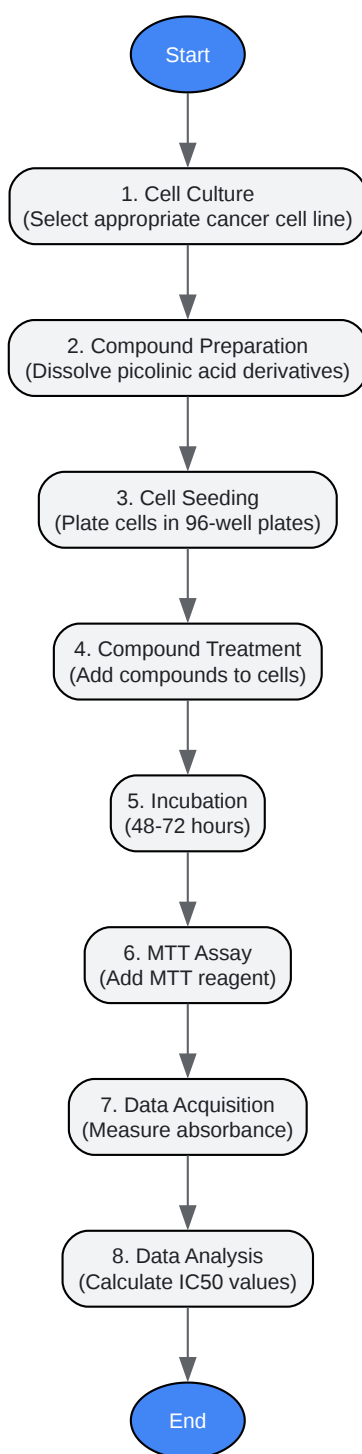 Start
1. Cell Culture
(Select appropriate cancer cell line)
2. Compound Preparation
(Dissolve picolinic acid derivatives)
3. Cell Seeding
(Plate cells in 96-well plates)
4. Compound Treatment
(Add compounds to cells)
5. Incubation
(48-72 hours)
6. MTT Assay
(Add MTT reagent)
7. Data Acquisition
(Measure absorbance)
8. Data Analysis
(Calculate IC50 values)
End